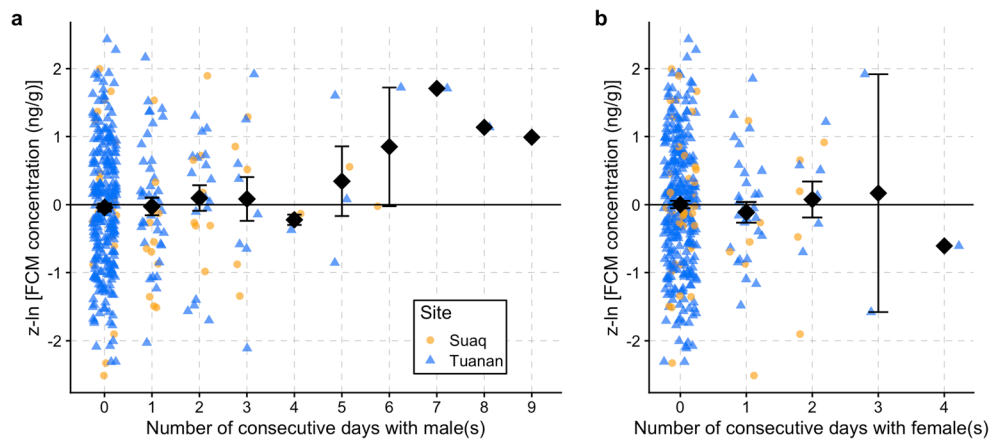 a
b
z-ln [FCM concentration (ng/g)]
2
1
0
-1
-2
Site
Suaq
Tuanan
0 1 2 3 4 5 6 7 8 9
Number of consecutive days with male(s)
z-ln [FCM concentration (ng/g)]
2
1
0
-1
-2
0 1 2 3 4
Number of consecutive days with female(s)